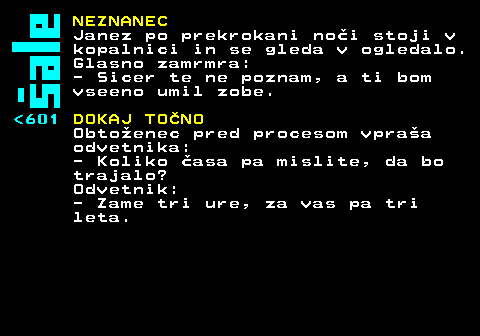 Šale
NEZNANEC
Janez po prekrokani noči stoji v
kopalnici in se gleda v ogledalo.
Glasno zamrmra:
- Sicer te ne poznam, a ti bom
vseeno umil zobe.
<601 DOKAJ TOČNO
Obtoženec pred procesom vpraša
odvetnika:
- Koliko časa pa mislite, da bo
trajalo?
Odvetnik:
- Zame tri ure, za vas pa tri
leta.